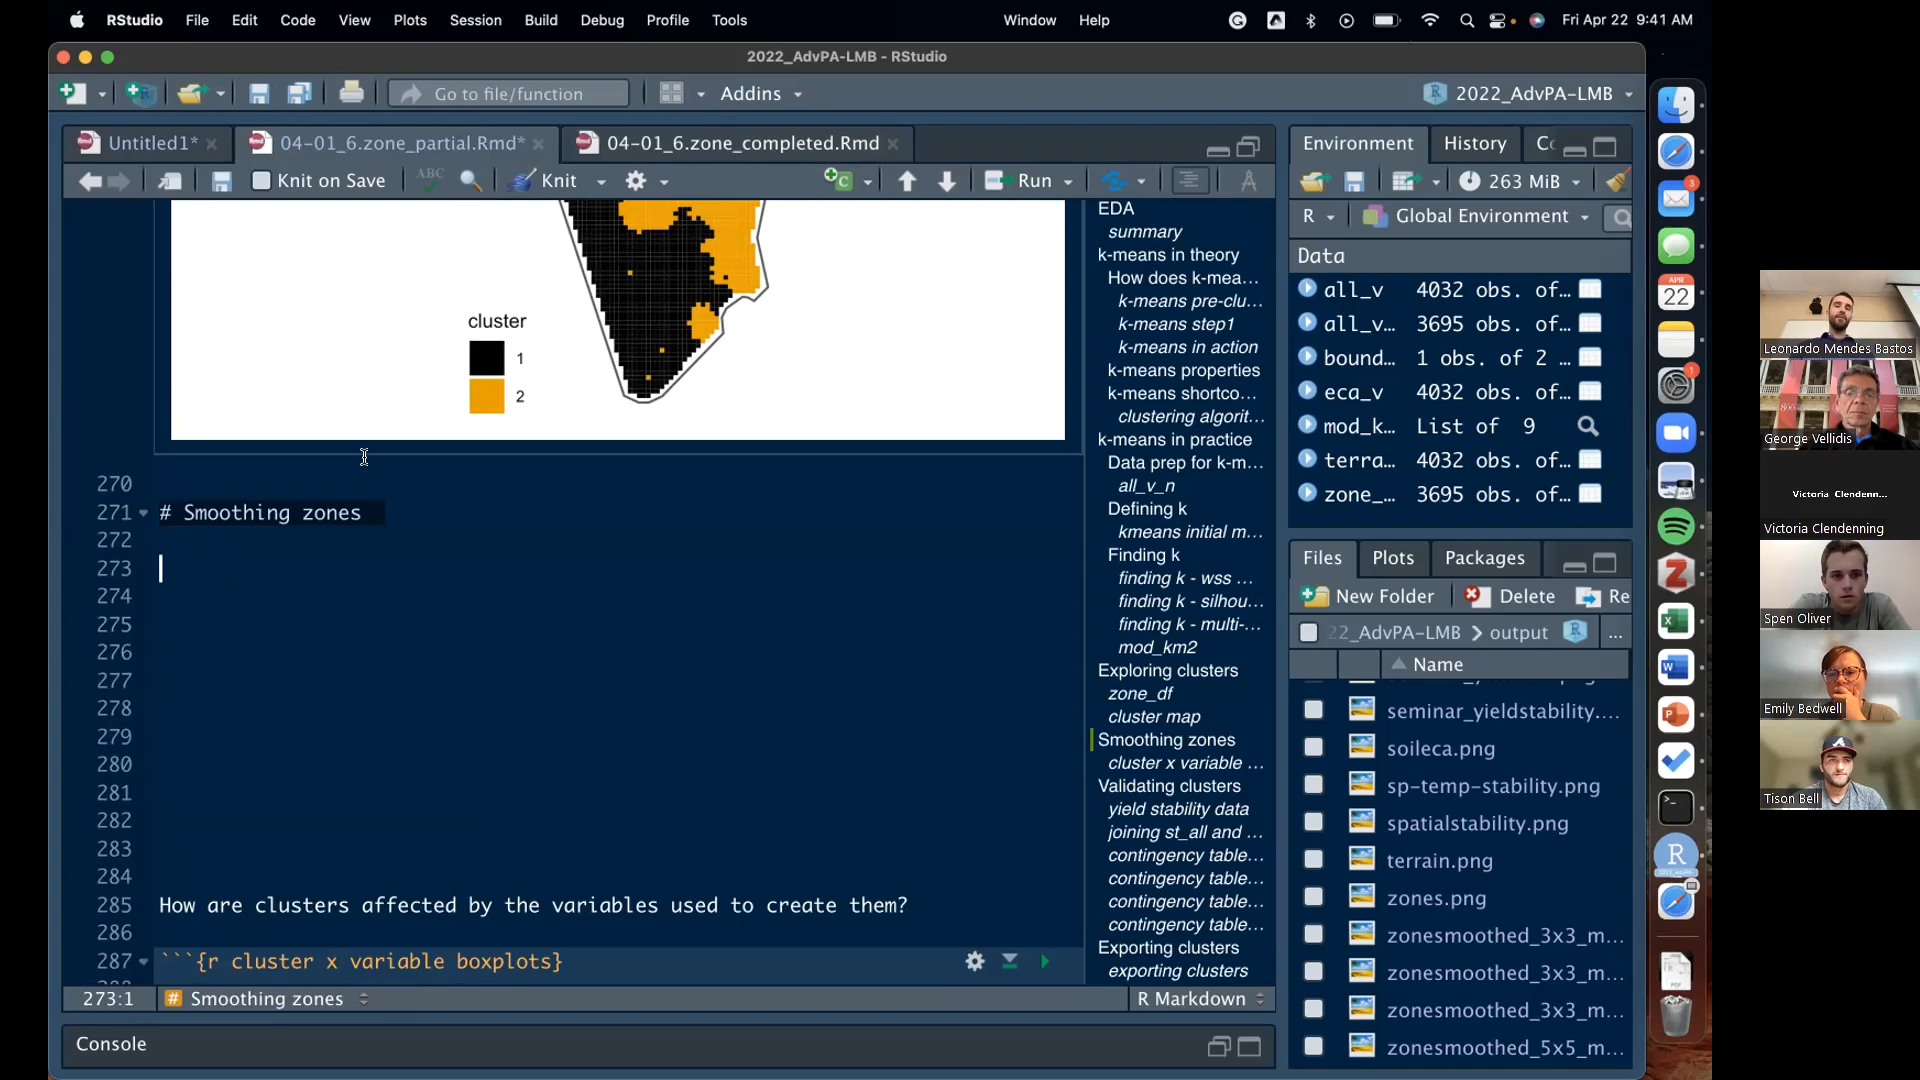 RStudio File Edit Code View Plots Session Build Debug Profile Tools Window Help Fri Apr 22 9:41 AM
2022_AdvPA-LMB - RStudio
Go to file/function Addins 2022_AdvPA-LMB
Untitled1* 04-01_6.zone_partial.Rmd* 04-01_6.zone_completed.Rmd
ABC Knit on Save Knit Run
cluster
1
2
270
271 # Smoothing zones
272
273
274
275
276
277
278
279
280
281
282
283
284
285 How are clusters affected by the variables used to create them?
286
287 ```{r cluster x variable boxplots}
273:1 Smoothing zones R Markdown
Console
EDA
summary
k-means in theory
How does k-mea...
k-means pre-clu...
k-means step1
k-means in action
k-means properties
k-means shortco...
clustering algorit...
k-means in practice
Data prep for k-m...
all_v_n
Defining k
kmeans initial m...
Finding k
finding k - wss ...
finding k - silhou...
finding k - multi-...
mod_km2
Exploring clusters
zone_df
cluster map
Smoothing zones
cluster x variable ...
Validating clusters
yield stability data
joining st_all and ...
contingency table...
contingency table...
contingency table...
contingency table...
Exporting clusters
exporting clusters
Environment History
263 MiB
R Global Environment
Data
all_v 4032 obs. of...
all_v... 3695 obs. of...
bound... 1 obs. of 2 ...
eca_v 4032 obs. of...
mod_k... List of 9
terra... 4032 obs. of...
zone_... 3695 obs. of...
Files Plots Packages
New Folder Delete Re
22_AdvPA-LMB > output ...
Name
seminar_yieldstability....
soileca.png
sp-temp-stability.png
spatialstability.png
terrain.png
zones.png
zonesmoothed_3x3_m...
zonesmoothed_3x3_m...
zonesmoothed_3x3_m...
zonesmoothed_5x5_m...
APR
22
3
1
Leonardo Mendes Bastos
George Vellidis
Victoria Clendenn...
Victoria Clendenning
Spen Oliver
Emily Bedwell
Tison Bell